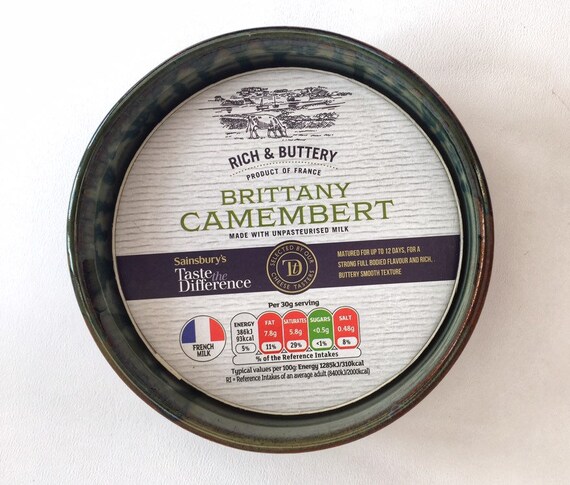 RICH & BUTTERY
PRODUCT OF FRANCE
BRITTANY
CAMEMBERT
MADE WITH UNPASTEURISED MILK
Sainsbury's
Taste the
Difference
SELECTED BY OUR
CHEESE TASTERS
TtD
MATURED FOR UP TO 12 DAYS, FOR A
STRONG FULL BODIED FLAVOUR AND RICH,
BUTTERY SMOOTH TEXTURE
Per 30g serving
ENERGY FAT SATURATES SUGARS SALT
386kJ 7.8g 5.8g <0.5g 0.48g
93kcal
5% 11% 29% <1% 8%
% of the Reference Intakes
FRENCH
MILK
Typical values per 100g: Energy 1285kJ/310kcal
RI = Reference Intakes of an average adult (8400kJ/2000kcal)